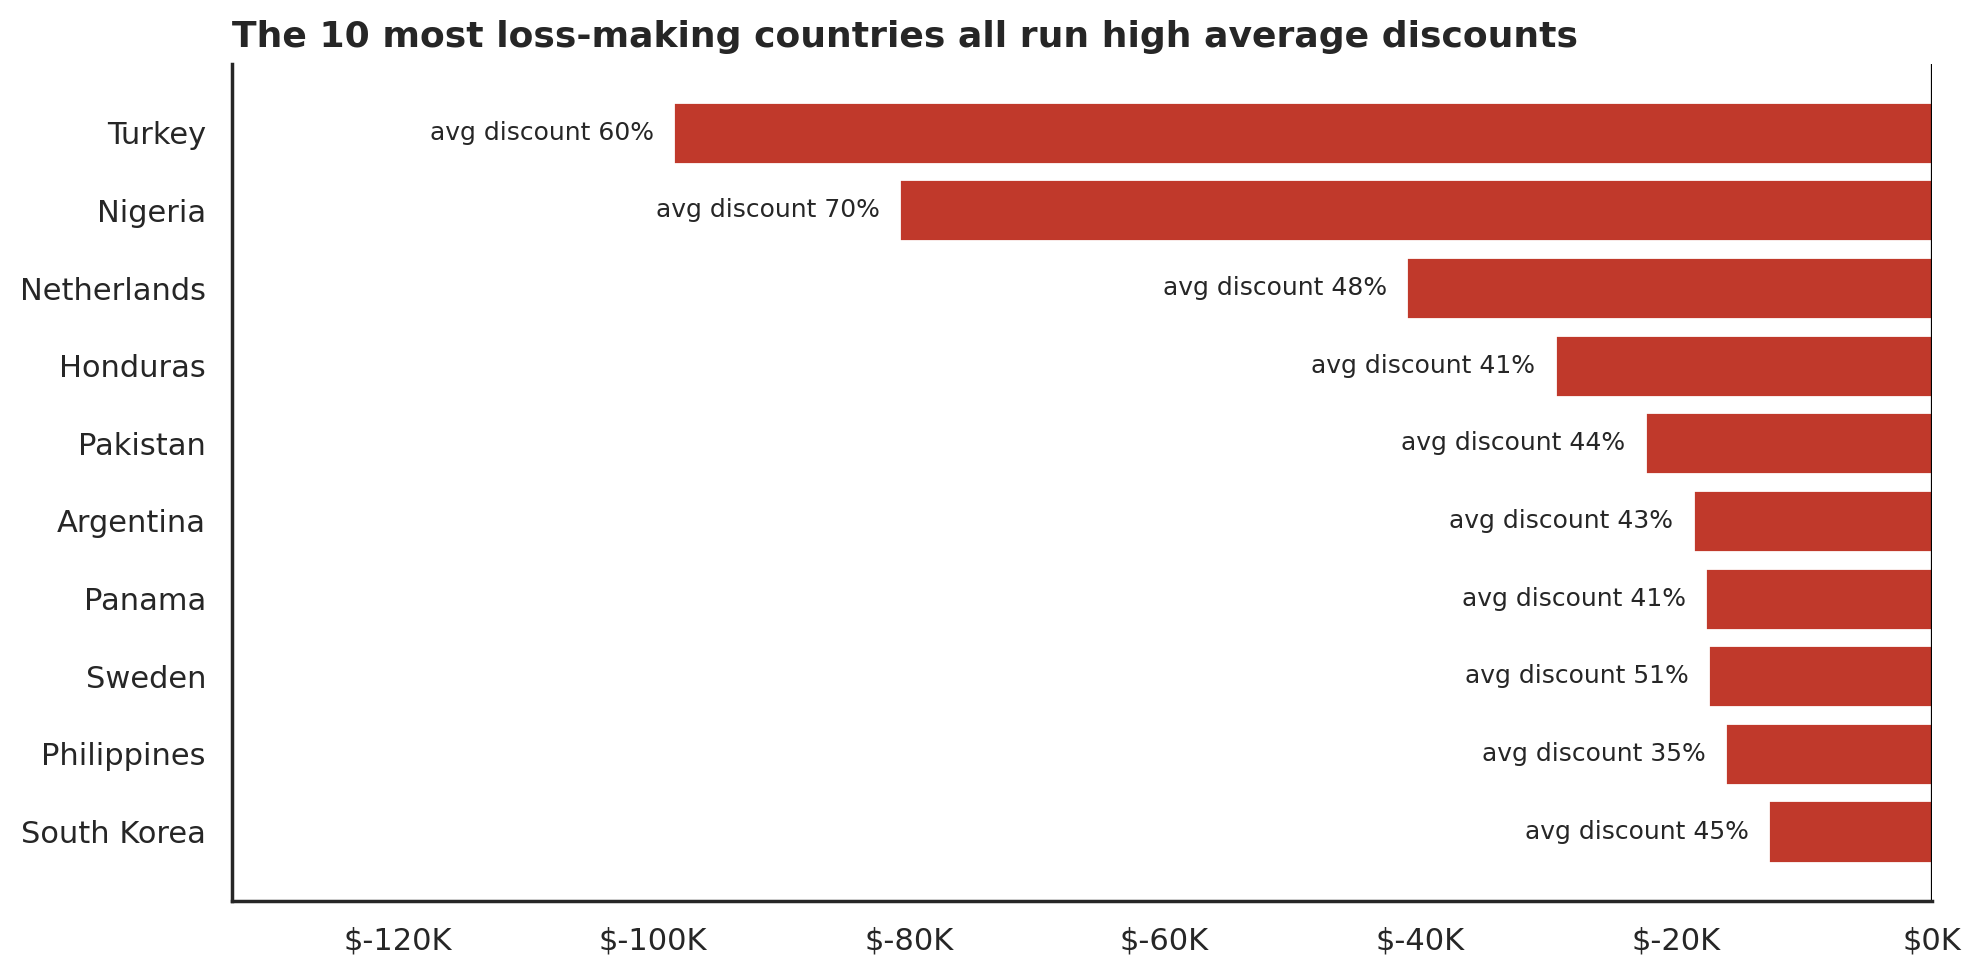 The 10 most loss-making countries all run high average discounts
Turkey avg discount 60%
Nigeria avg discount 70%
Netherlands avg discount 48%
Honduras avg discount 41%
Pakistan avg discount 44%
Argentina avg discount 43%
Panama avg discount 41%
Sweden avg discount 51%
Philippines avg discount 35%
South Korea avg discount 45%
$-120K $-100K $-80K $-60K $-40K $-20K $0K